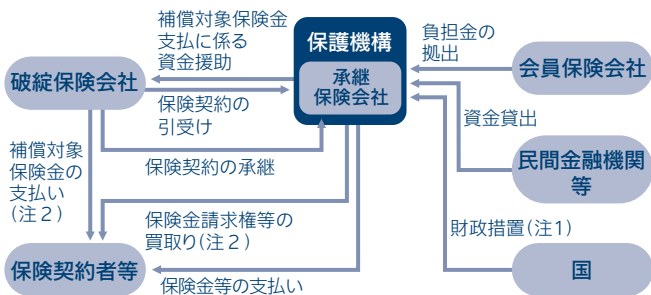 補償対象保険金
支払に係る
資金援助
保護機構
承継
保険会社
負担金の
拠出
破綻保険会社
会員保険会社
保険契約の
引受け
資金貸出
補償対象
保険金の
支払い
(注２)
保険契約の承継
民間金融機関
等
保険金請求権等の
買取り(注２)
財政措置(注1)
保険契約者等
保険金等の支払い
国